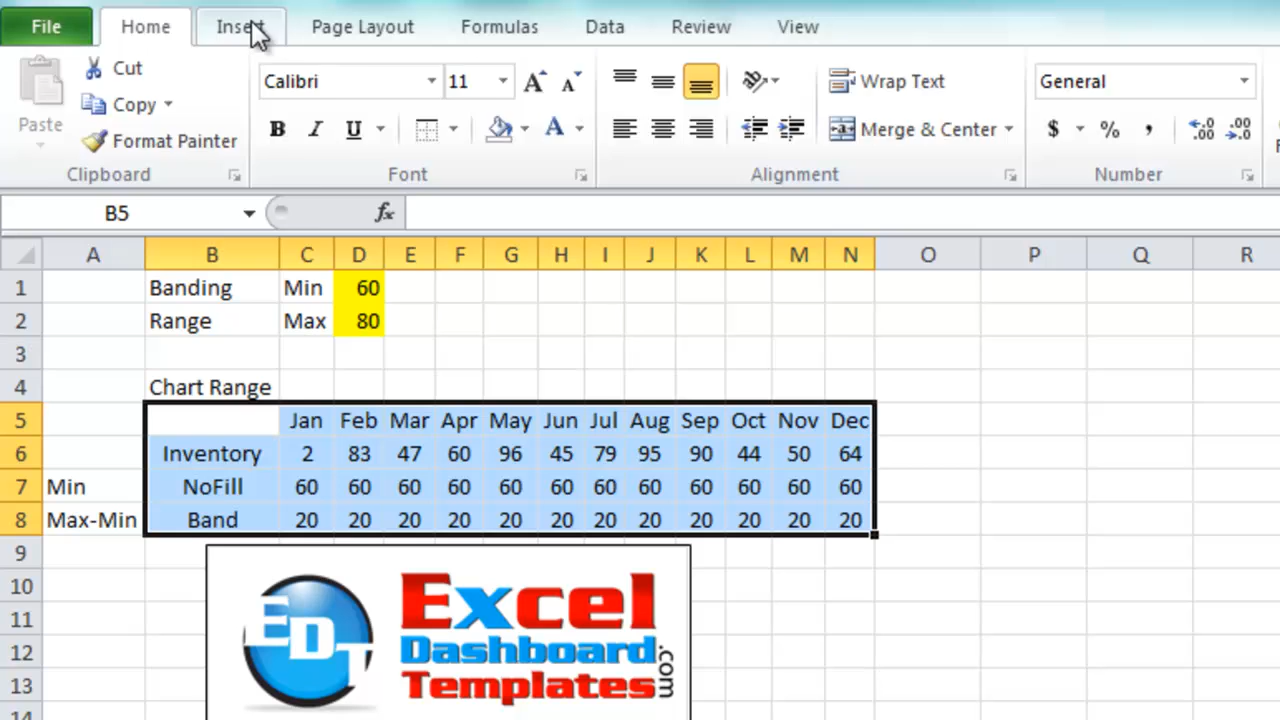 File Home Insert Page Layout Formulas Data Review View
Paste
Cut
Copy
Format Painter
Clipboard
Calibri 11 A A
B I U A
Font
Wrap Text
Merge & Center
Alignment
General
$ % , .00 .0 .00
Number
B5 fx
A B C D E F G H I J K L M N O P Q R
1 Banding Min 60
2 Range Max 80
3
4 Chart Range
5 Jan Feb Mar Apr May Jun Jul Aug Sep Oct Nov Dec
6 Inventory 2 83 47 60 96 45 79 95 90 44 50 64
7 Min NoFill 60 60 60 60 60 60 60 60 60 60 60 60
8 Max-Min Band 20 20 20 20 20 20 20 20 20 20 20 20
9
10
11
12
13
14
EDT
Excel
Dashboard
Templates
.com